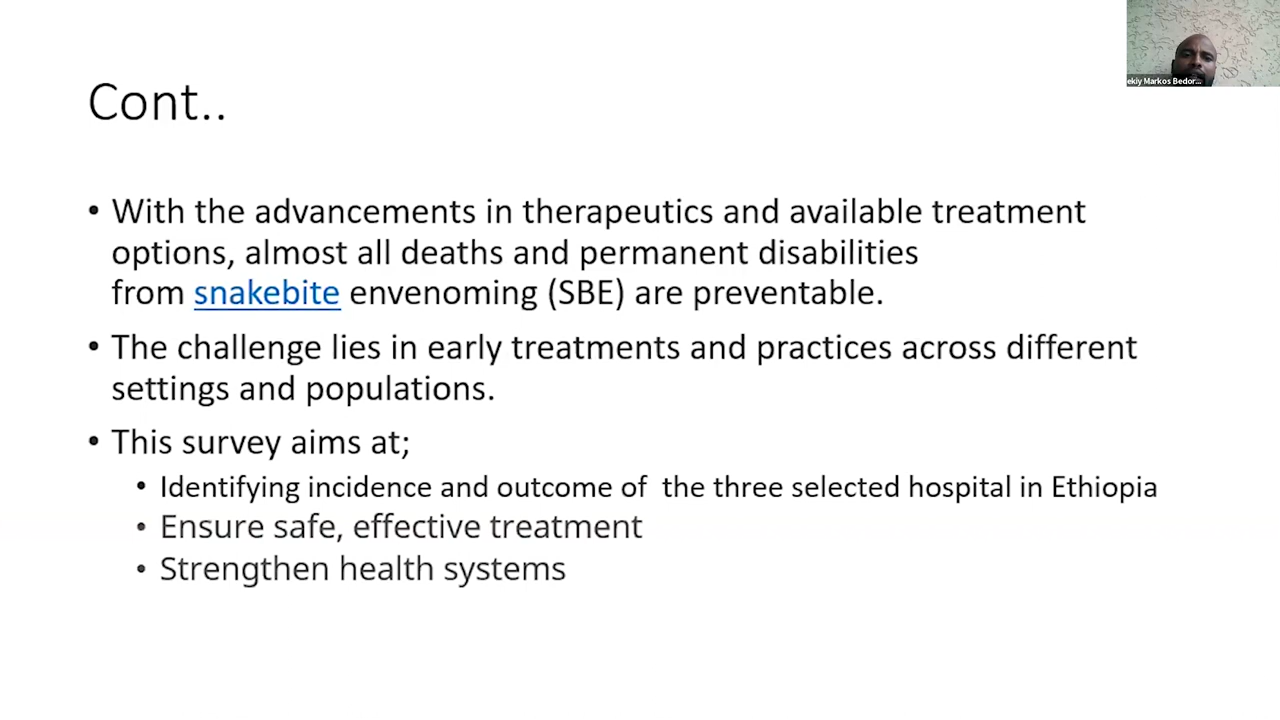 Cont..
• With the advancements in therapeutics and available treatment
options, almost all deaths and permanent disabilities
from snakebite envenoming (SBE) are preventable.
• The challenge lies in early treatments and practices across different
settings and populations.
• This survey aims at;
• Identifying incidence and outcome of  the three selected hospital in Ethiopia
• Ensure safe, effective treatment
• Strengthen health systems
ekiy Markos Bedor...